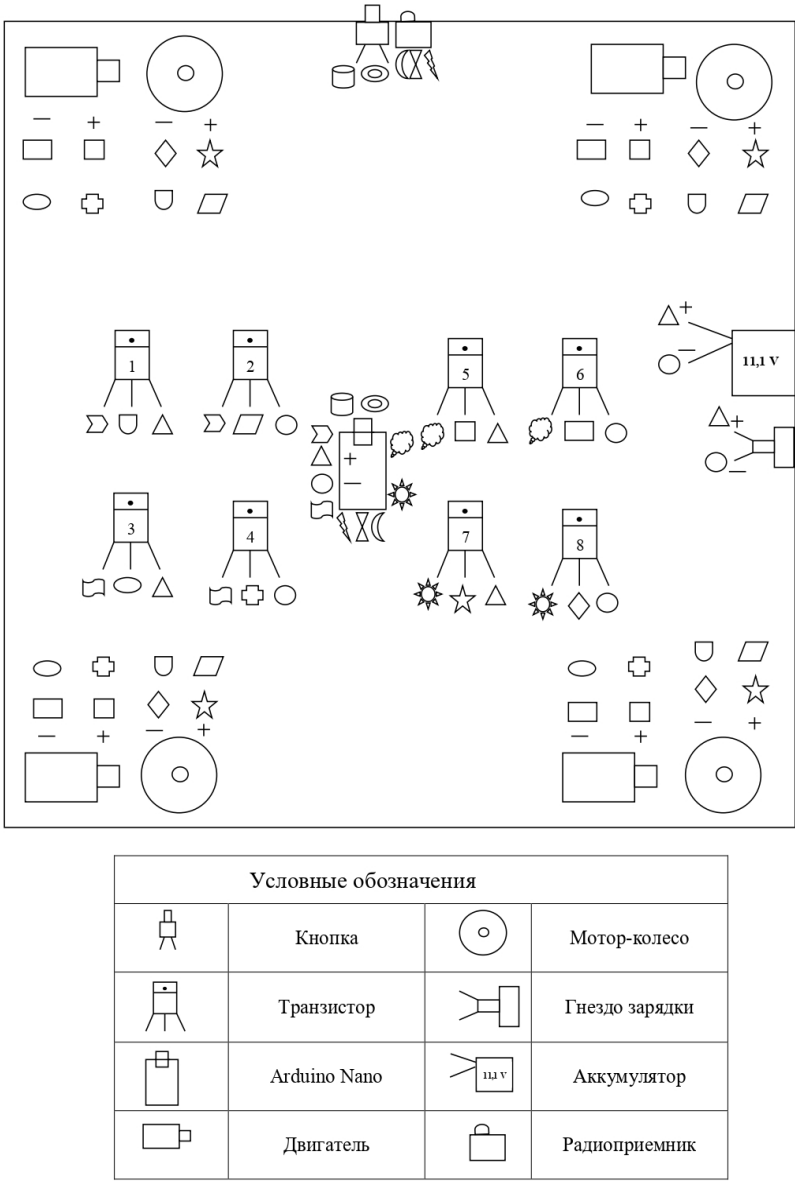 − + − +
− + − +
+
−
11,1 V
1 2 5 6
+
−
+
−
3 4 7 8
− + − +
− + − +
Условные обозначения
Кнопка Мотор-колесо
Транзистор Гнездо зарядки
Arduino Nano 11,1 V Аккумулятор
Двигатель Радиоприемник